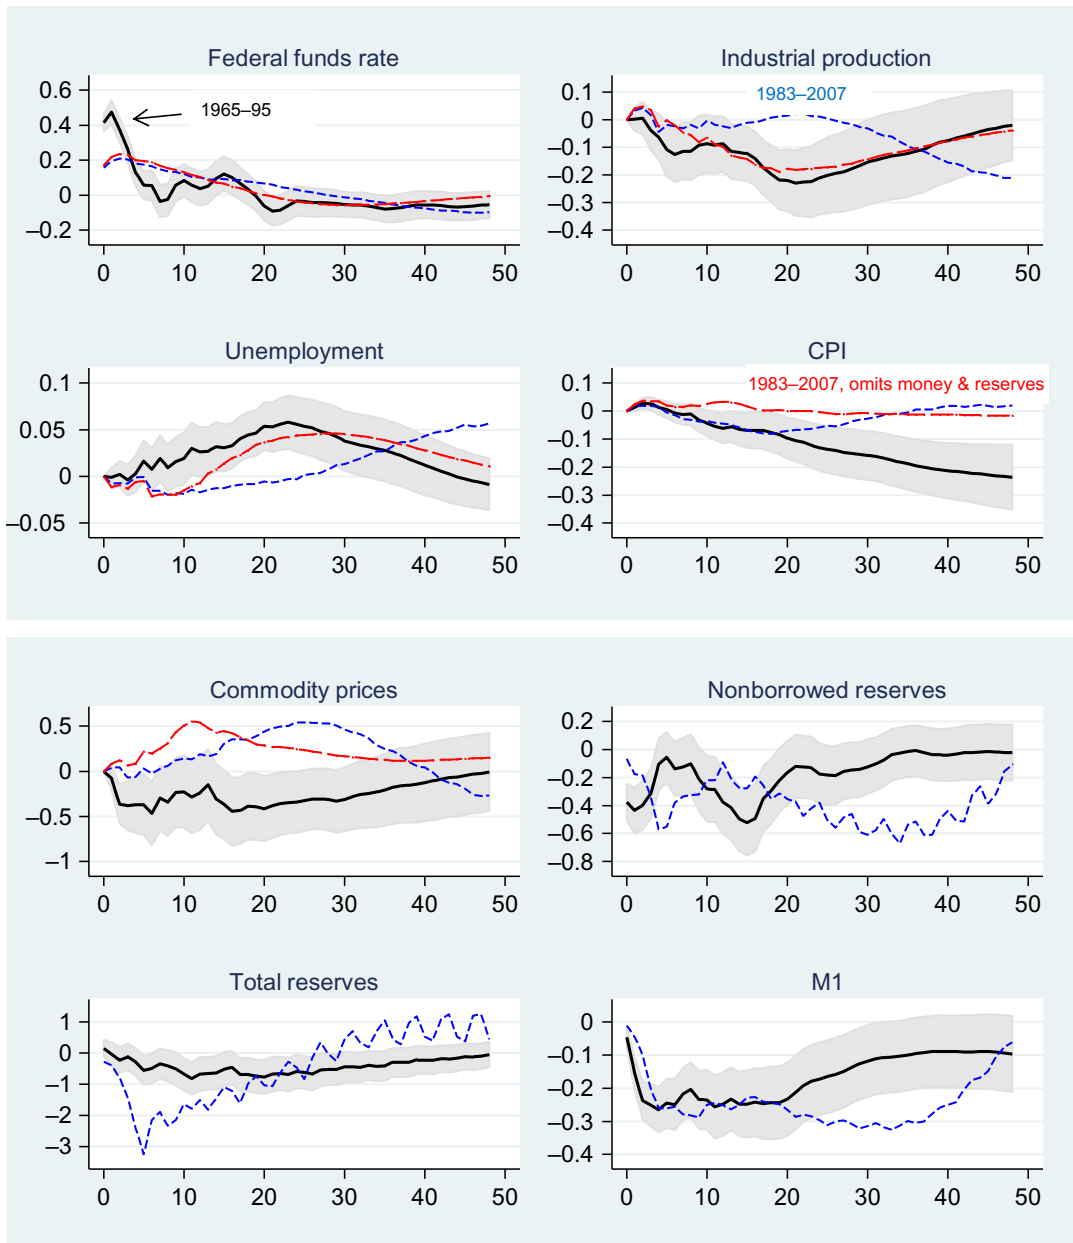 Federal funds rate
0.6
0.4
0.2
0
–0.2
1965–95
0 10 20 30 40 50
Industrial production
0.1
0
–0.1
–0.2
–0.3
–0.4
1983–2007
0 10 20 30 40 50
Unemployment
0.1
0.05
0
–0.05
0 10 20 30 40 50
CPI
0.1
0
–0.1
–0.2
–0.3
–0.4
1983–2007, omits money & reserves
0 10 20 30 40 50
Commodity prices
0.5
0
–0.5
–1
0 10 20 30 40 50
Nonborrowed reserves
0.2
0
–0.2
–0.4
–0.6
–0.8
0 10 20 30 40 50
Total reserves
1
0
–1
–2
–3
0 10 20 30 40 50
M1
0
–0.1
–0.2
–0.3
–0.4
0 10 20 30 40 50